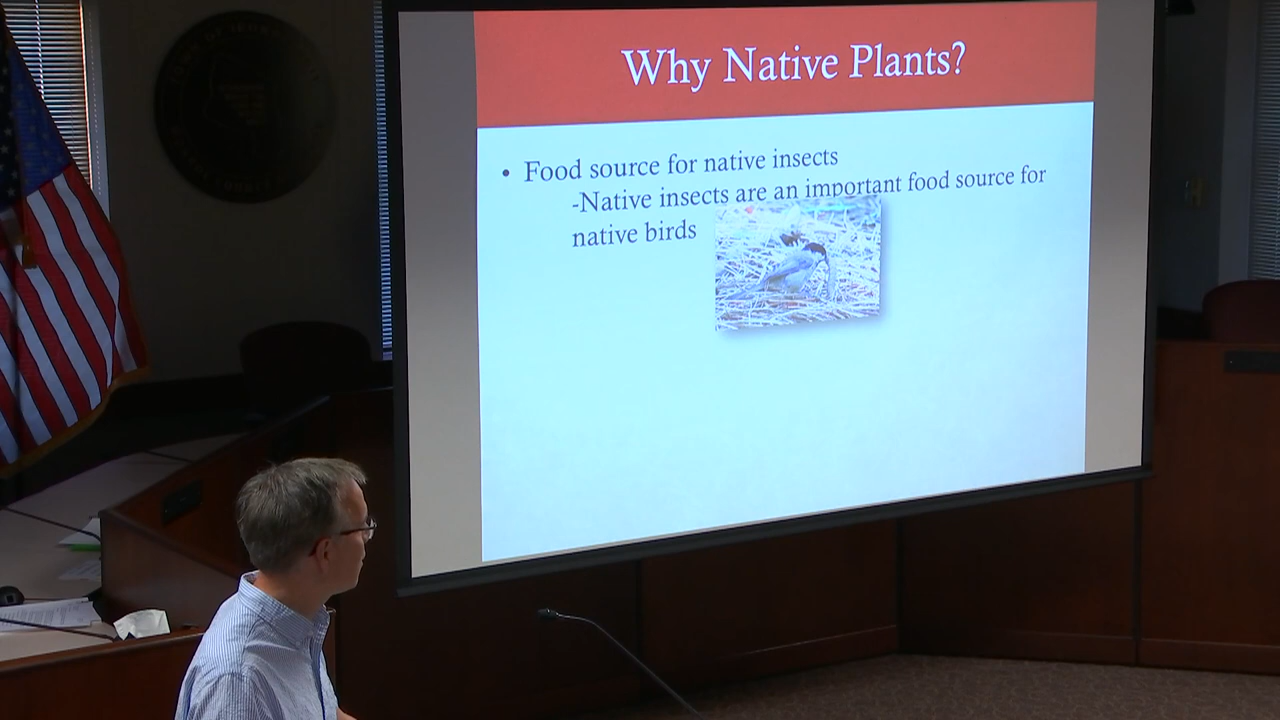 Why Native Plants?
• Food source for native insects
-Native insects are an important food source for
native birds